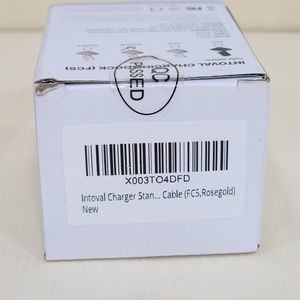 INTOVAL CHARGING DOCK (FC5)
QC
PASSED
X003TO4DFD
Intoval Charger Stan... Cable (FC5,Rosegold)
New